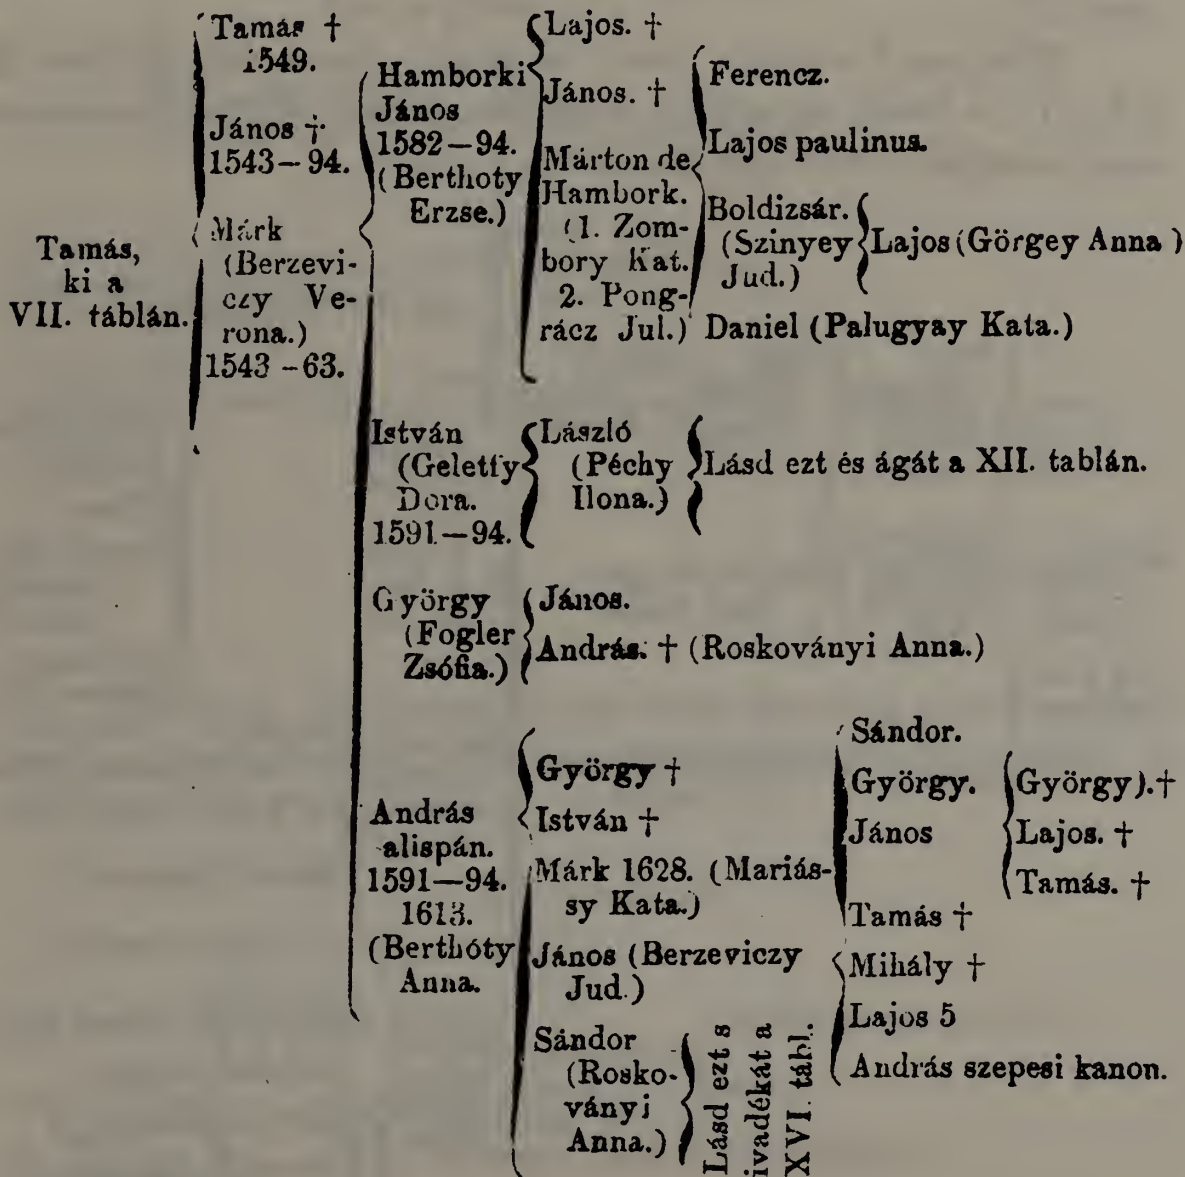 Tamás,
ki a
VII. táblán.
Tamás †
1549.
János †
1543–94.
Márk
(Berzevi-
czy Ve-
rona.)
1543–63.
Hamborki
János
1582–94.
(Berthoty
Erzse.)
Lajos. †
János. †
Márton de
Hambork.
(1. Zom-
bory Kat.
2. Pong-
rácz Jul.)
Ferencz.
Lajos paulinus.
Boldizsár.
(Szinyey
Jud.)
Lajos (Görgey Anna )
Daniel (Palugyay Kata.)
István
(Geletfy
Dora.
1591–94.
László
(Péchy
Ilona.)
Lásd ezt és ágát a XII. tablán.
György
(Fogler
Zsófia.)
János.
András. † (Roskoványi Anna.)
András
alispán.
1591—94.
1613.
(Berthóty
Anna.
György †
István †
Márk 1628. (Mariás-
sy Kata.)
Sándor.
György.
János
Tamás †
György).†
Lajos. †
Tamás. †
János (Berzeviczy
Jud.)
Mihály †
Lajos 5
András szepesi kanon.
Sándor
(Rosko-
ványi
Anna.)
Lásd ezt s
ivadékát a
XVI. tábl.